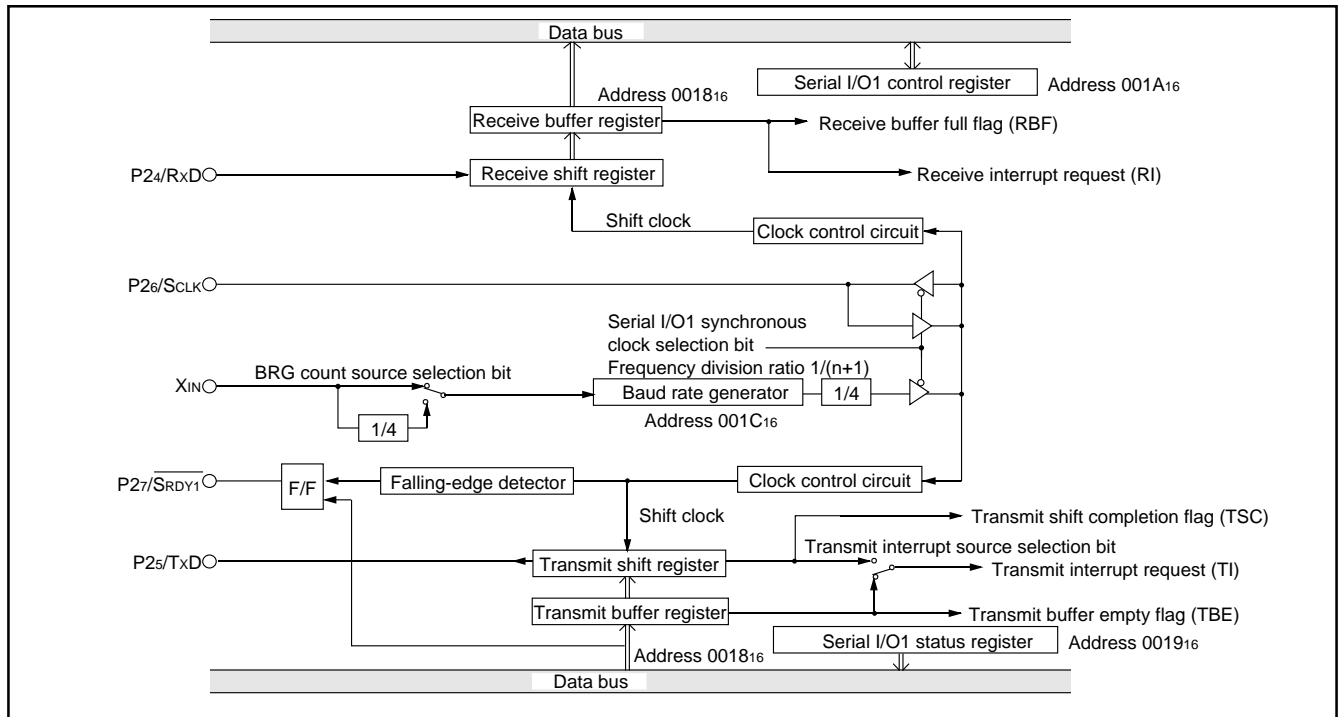 Data bus
Serial I/O1 control register
Address 001A16
Address 001816
Receive buffer register
Receive buffer full flag (RBF)
P24/RxD
Receive shift register
Receive interrupt request (RI)
Shift clock
Clock control circuit
P26/SCLK
Serial I/O1 synchronous
clock selection bit
Frequency division ratio 1/(n+1)
BRG count source selection bit
XIN
Baud rate generator
1/4
Address 001C16
1/4
P27/SRDY1
F/F
Falling-edge detector
Clock control circuit
Shift clock
Transmit shift completion flag (TSC)
P25/TxD
Transmit shift register
Transmit interrupt source selection bit
Transmit interrupt request (TI)
Transmit buffer register
Transmit buffer empty flag (TBE)
Address 001816
Serial I/O1 status register
Address 001916
Data bus